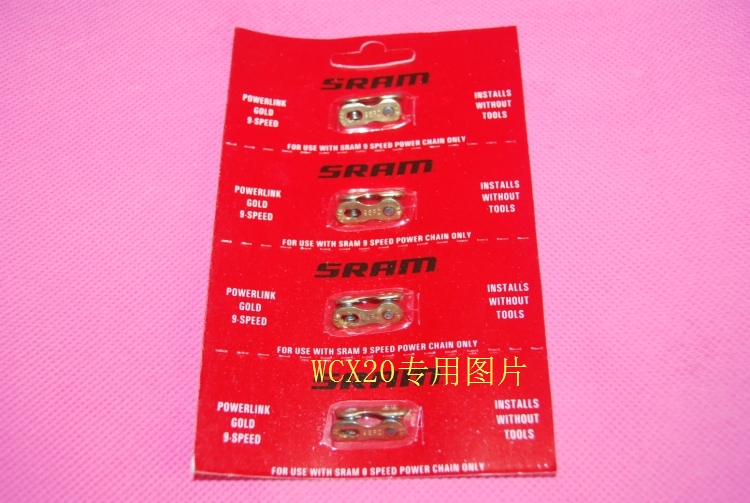 SRAM
POWERLINK
GOLD
9-SPEED
INSTALLS
WITHOUT
TOOLS
FOR USE WITH SRAM 9 SPEED POWER CHAIN ONLY
SRAM
POWERLINK
GOLD
9-SPEED
INSTALLS
WITHOUT
TOOLS
FOR USE WITH SRAM 9 SPEED POWER CHAIN ONLY
SRAM
POWERLINK
GOLD
9-SPEED
INSTALLS
WITHOUT
TOOLS
FOR USE WITH SRAM 9 SPEED POWER CHAIN ONLY
WCX20专用图片
SRAM
POWERLINK
GOLD
9-SPEED
INSTALLS
WITHOUT
TOOLS
FOR USE WITH SRAM 9 SPEED POWER CHAIN ONLY